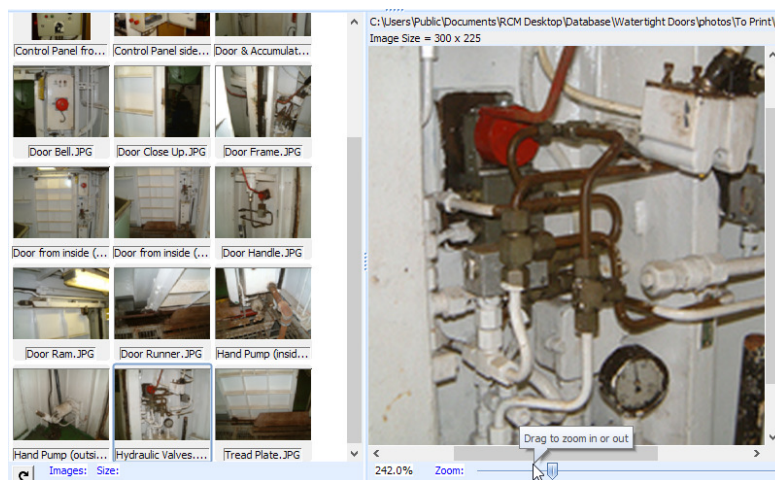 C:\Users\Public\Documents\RCM Desktop\Database\Watertight Doors\photos\To Print\
Image Size = 300 x 225
Control Panel fro...
Control Panel side...
Door & Accumulat...
Door Bell.JPG
Door Close Up.JPG
Door Frame.JPG
Door from inside (...
Door from inside (...
Door Handle.JPG
Door Ram.JPG
Door Runner.JPG
Hand Pump (insid...
Hand Pump (outsi...
Hydraulic Valves....
Tread Plate.JPG
Images:
Size:
Drag to zoom in or out
242.0%
Zoom: